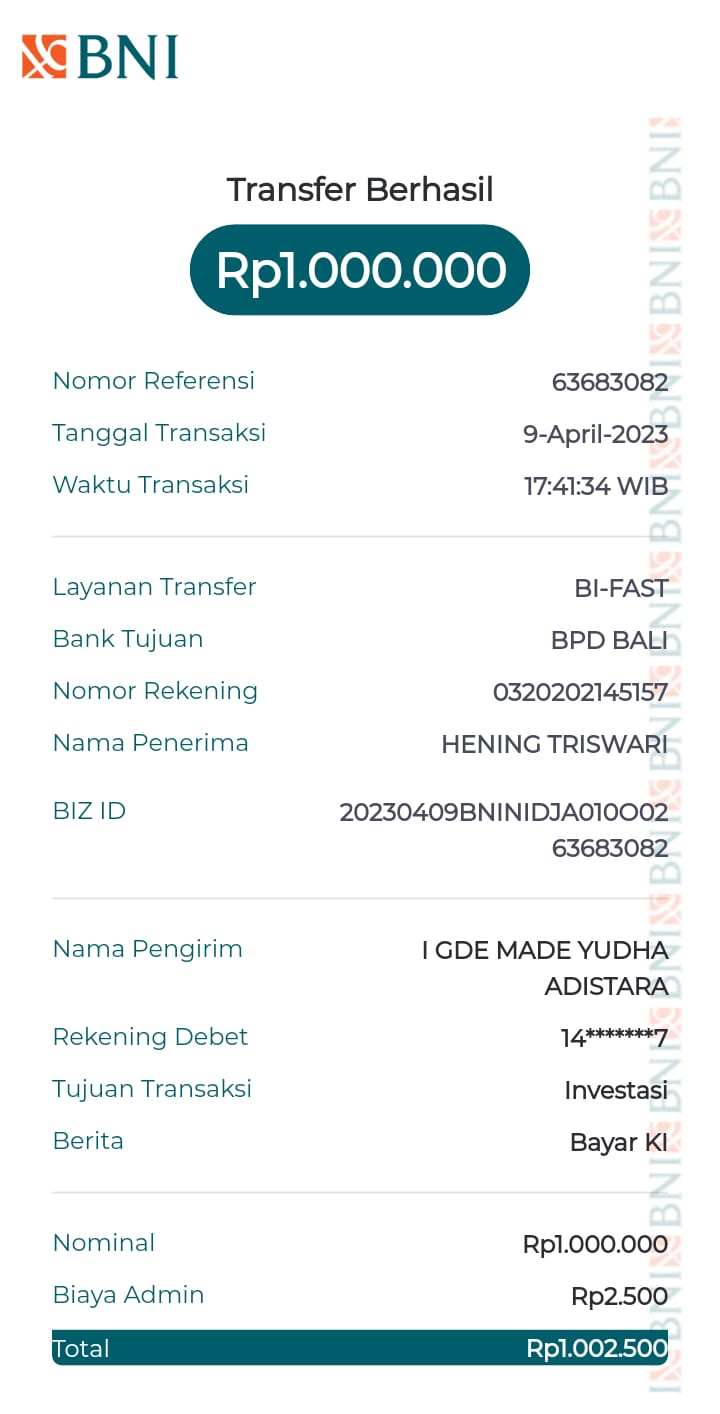 BNI
Transfer Berhasil
Rp1.000.000
Nomor Referensi 63683082
Tanggal Transaksi 9-April-2023
Waktu Transaksi 17:41:34 WIB
Layanan Transfer BI-FAST
Bank Tujuan BPD BALI
Nomor Rekening 0320202145157
Nama Penerima HENING TRISWARI
BIZ ID 20230409BNINIDJA010O02
63683082
Nama Pengirim I GDE MADE YUDHA
ADISTARA
Rekening Debet 14*******7
Tujuan Transaksi Investasi
Berita Bayar KI
Nominal Rp1.000.000
Biaya Admin Rp2.500
Total Rp1.002.500
BNI BNI BNI BNI BNI BNI BNI BNI BNI BNI BNI